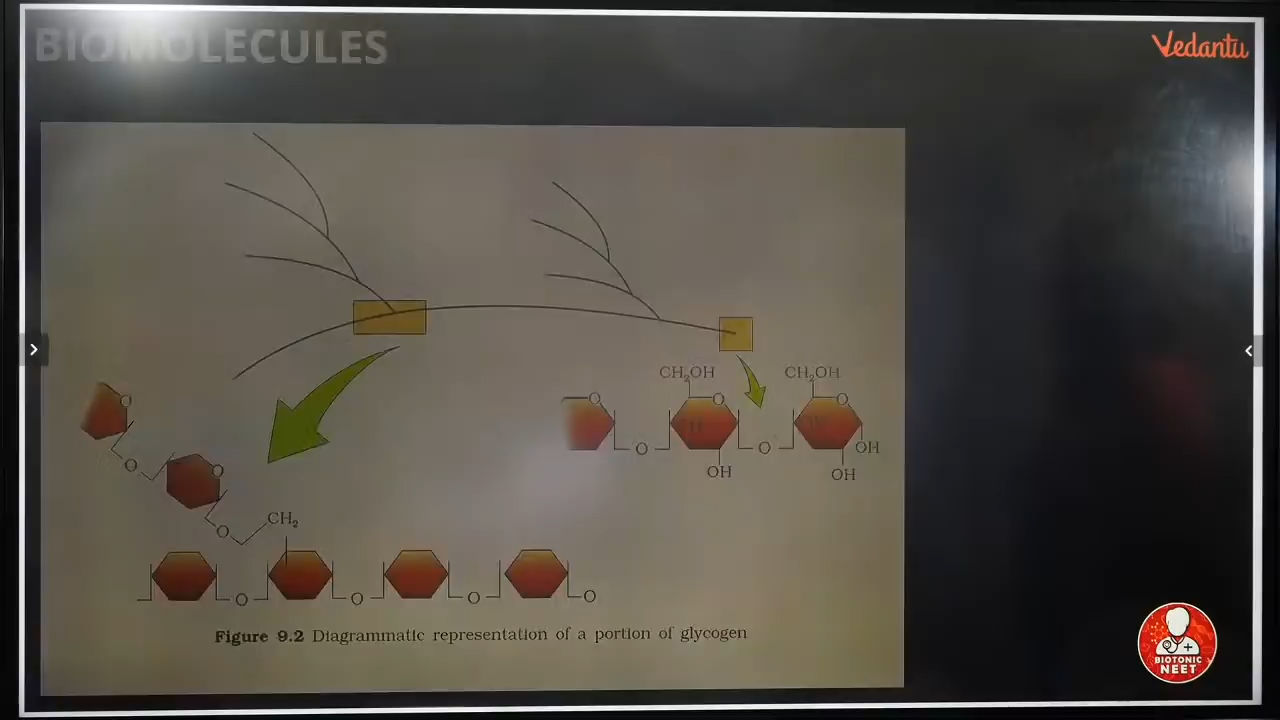 BIOMOLECULES
Vedantu
CH2OH
CH2OH
O
O
O
O
O
O
OH
OH
OH
O
O
O
CH2
O
O
O
O
Figure 9.2 Diagrammatic representation of a portion of glycogen
BIOTONIC
NEET